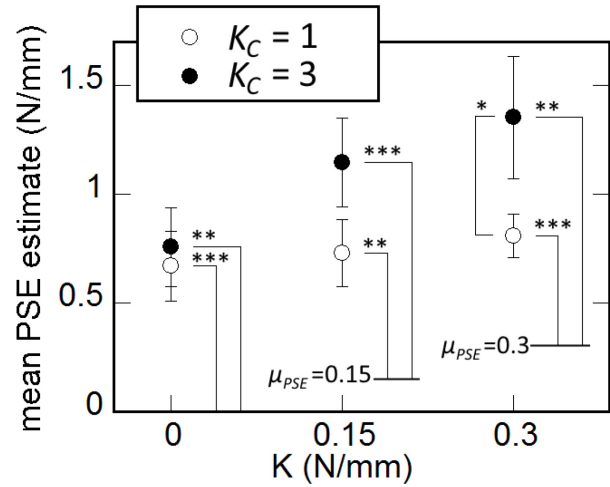 K_C = 1
K_C = 3
mean PSE estimate (N/mm)
1.5
1
0.5
0
* **
***
** ***
**
***
μ_PSE=0.3
μ_PSE=0.15
0 0.15 0.3
K (N/mm)